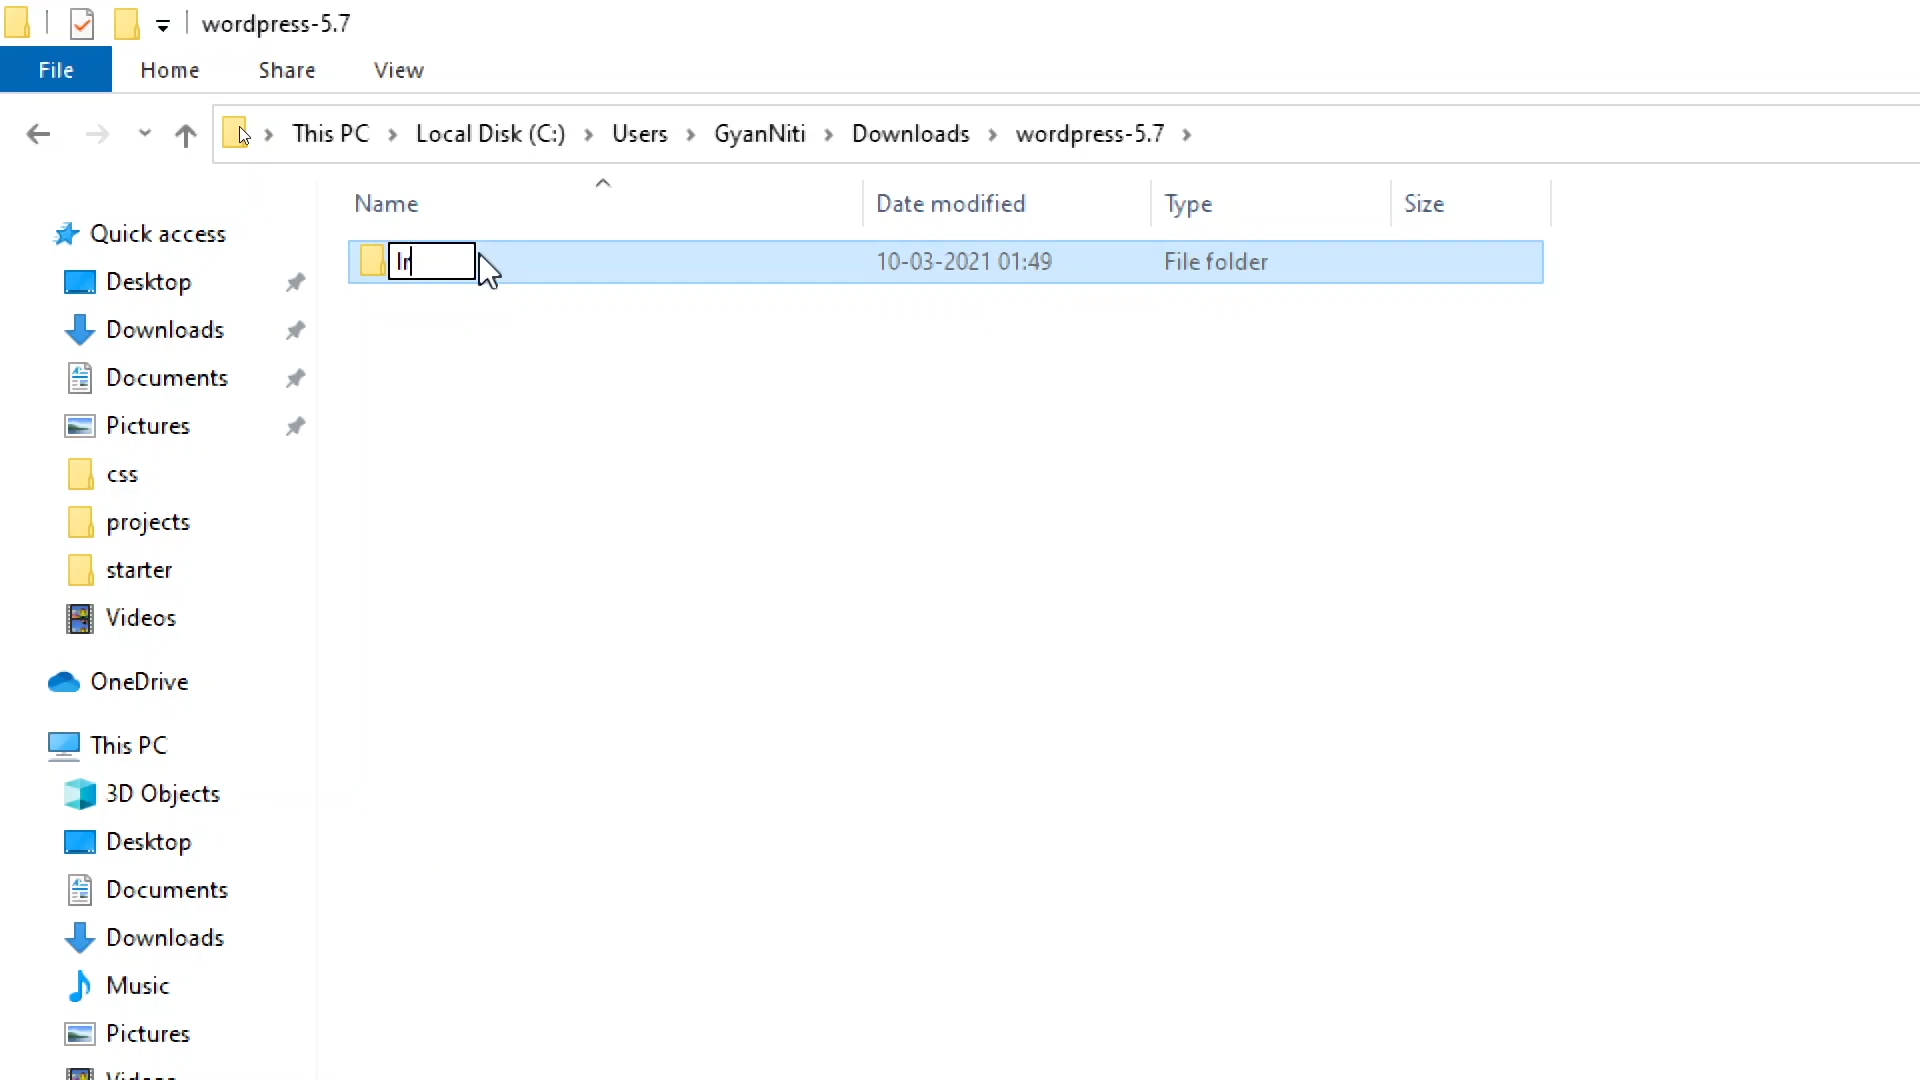 wordpress-5.7
File Home Share View
This PC Local Disk (C:) Users GyanNiti Downloads wordpress-5.7
Name Date modified Type Size
Quick access
10-03-2021 01:49 File folder
Desktop
Downloads
Documents
Pictures
css
projects
starter
Videos
OneDrive
This PC
3D Objects
Desktop
Documents
Downloads
Music
Pictures
Videos